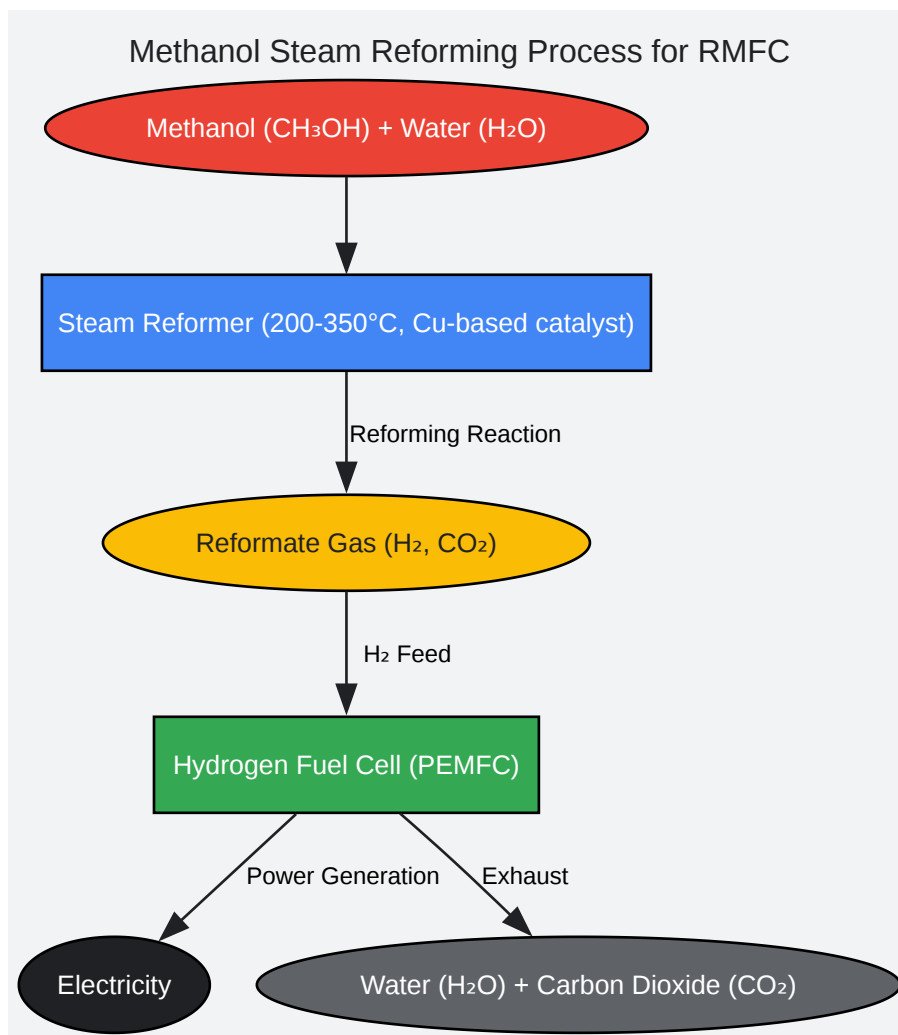 Methanol Steam Reforming Process for RMFC
Methanol (CH₃OH) + Water (H₂O)
Steam Reformer (200-350°C, Cu-based catalyst)
Reforming Reaction
Reformate Gas (H₂, CO₂)
H₂ Feed
Hydrogen Fuel Cell (PEMFC)
Power Generation
Exhaust
Electricity
Water (H₂O) + Carbon Dioxide (CO₂)